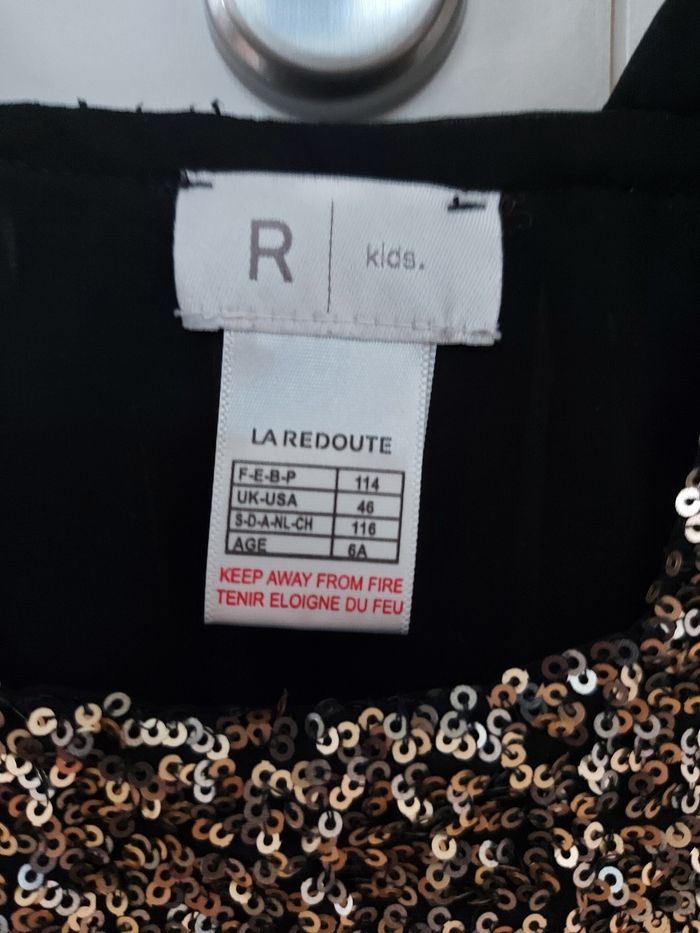 R kids.
LA REDOUTE
F-E-B-P 114
UK-USA 46
S-D-A-NL-CH 116
AGE 6A
KEEP AWAY FROM FIRE
TENIR ELOIGNE DU FEU